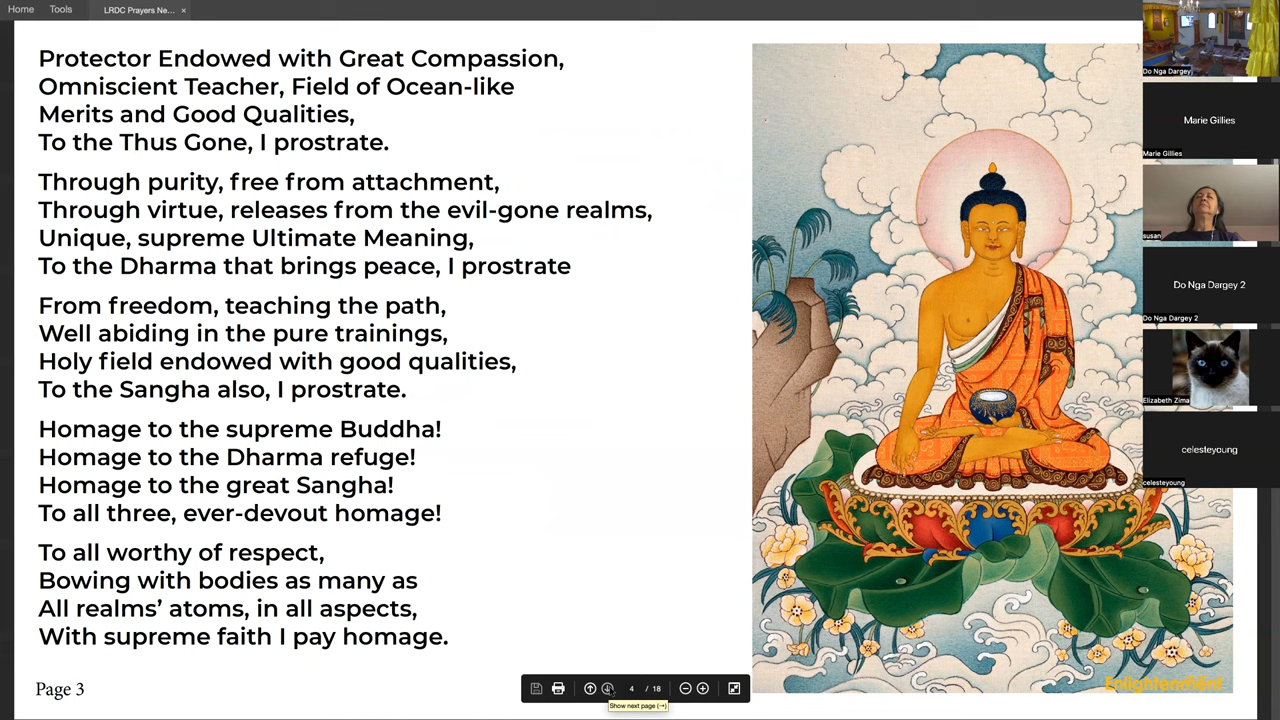 Home Tools LRDC Prayers Ne... ×
Protector Endowed with Great Compassion,
Omniscient Teacher, Field of Ocean-like
Merits and Good Qualities,
To the Thus Gone, I prostrate.
Through purity, free from attachment,
Through virtue, releases from the evil-gone realms,
Unique, supreme Ultimate Meaning,
To the Dharma that brings peace, I prostrate
From freedom, teaching the path,
Well abiding in the pure trainings,
Holy field endowed with good qualities,
To the Sangha also, I prostrate.
Homage to the supreme Buddha!
Homage to the Dharma refuge!
Homage to the great Sangha!
To all three, ever-devout homage!
To all worthy of respect,
Bowing with bodies as many as
All realms’ atoms, in all aspects,
With supreme faith I pay homage.
Page 3
4 / 18
Show next page (→)
Enlightenment
Do Nga Dargey
Marie Gillies
Marie Gillies
susan
Do Nga Dargey 2
Do Nga Dargey 2
Elizabeth Zima
celesteyoung
celesteyoung